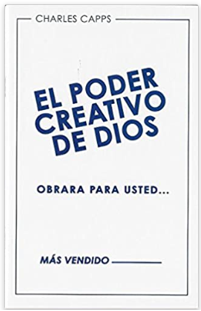 CHARLES CAPPS
EL PODER
CREATIVO
DE DIOS
OBRARA PARA USTED...
MÁS VENDIDO